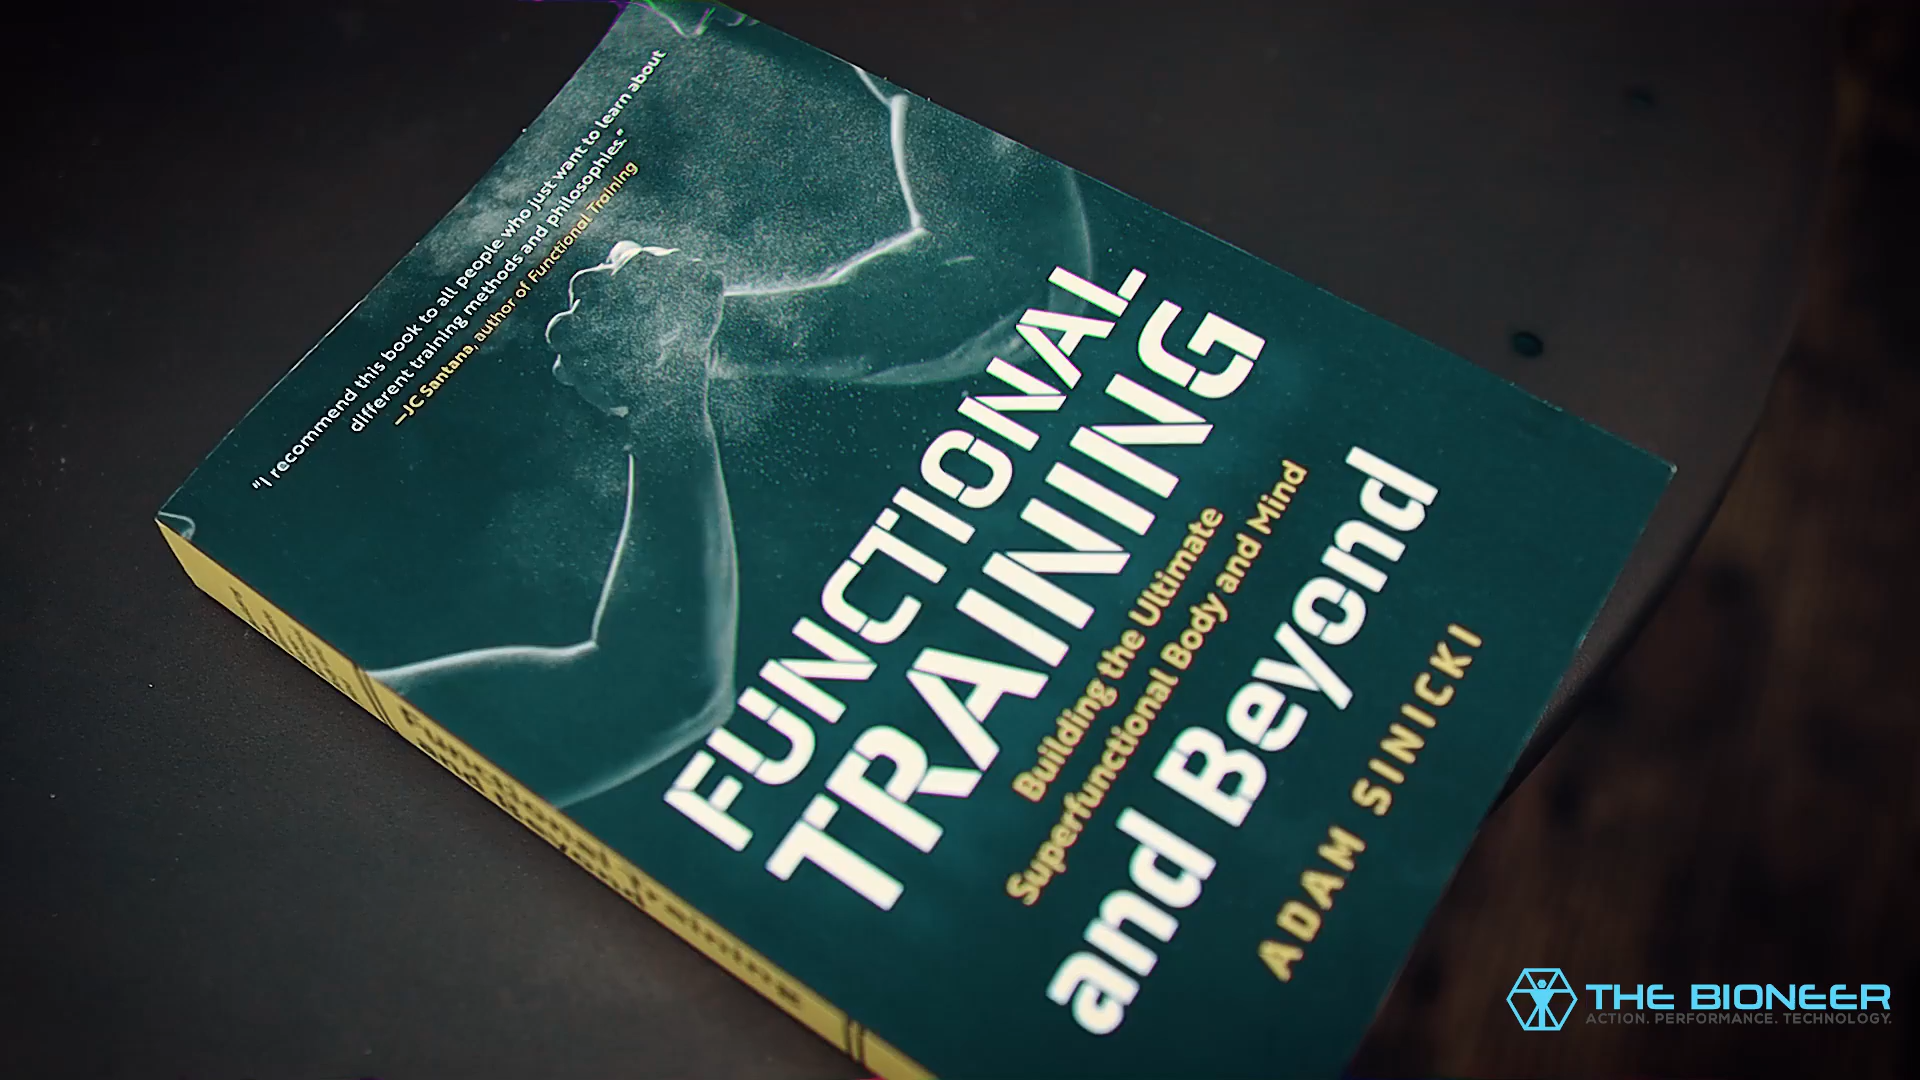 "I recommend this book to all people who just want to learn about
different training methods and philosophies."
—JC Santana, author of Functional Training
FUNCTIONAL
TRAINING
Building the Ultimate
Superfunctional Body and Mind
and Beyond
ADAM SINICKI
THE BIONEER
ACTION. PERFORMANCE. TECHNOLOGY.